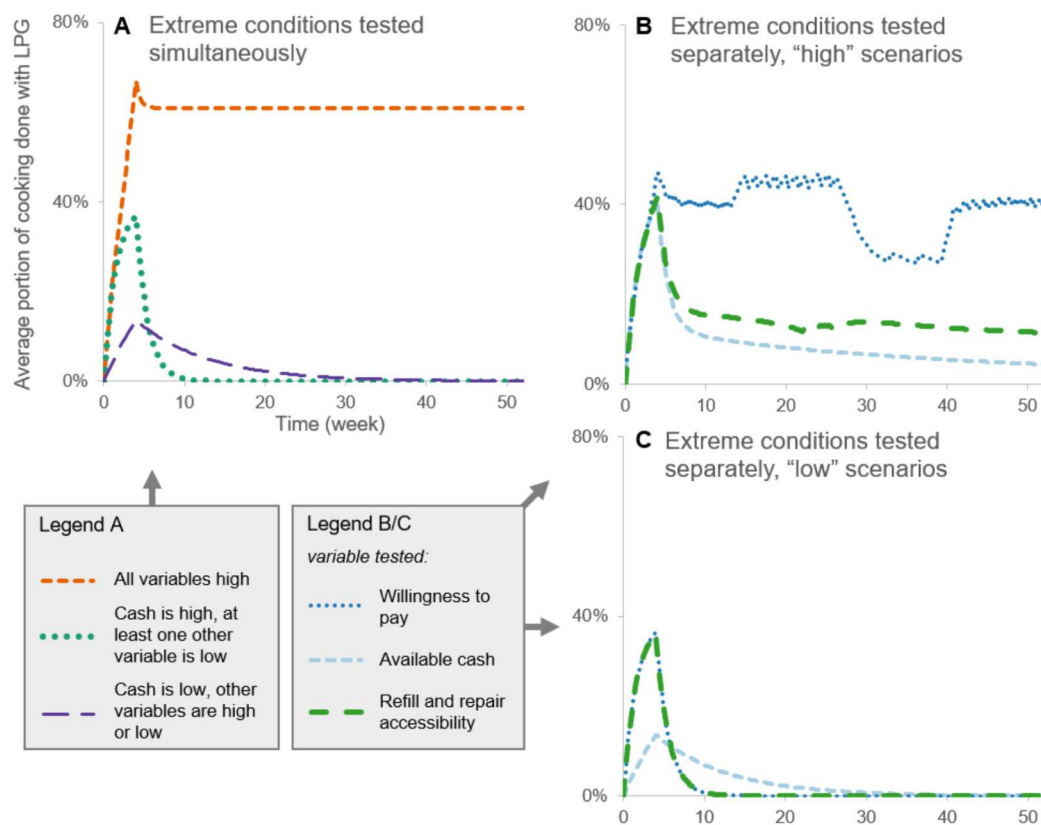 Average portion of cooking done with LPG
80%
40%
0%
A Extreme conditions tested
simultaneously
0 10 20 30 40 50
Time (week)
80%
40%
0%
B Extreme conditions tested
separately, “high” scenarios
0 10 20 30 40 50
80%
40%
0%
C Extreme conditions tested
separately, “low” scenarios
0 10 20 30 40 50
Legend A
All variables high
Cash is high, at
least one other
variable is low
Cash is low, other
variables are high
or low
Legend B/C
variable tested:
Willingness to
pay
Available cash
Refill and repair
accessibility